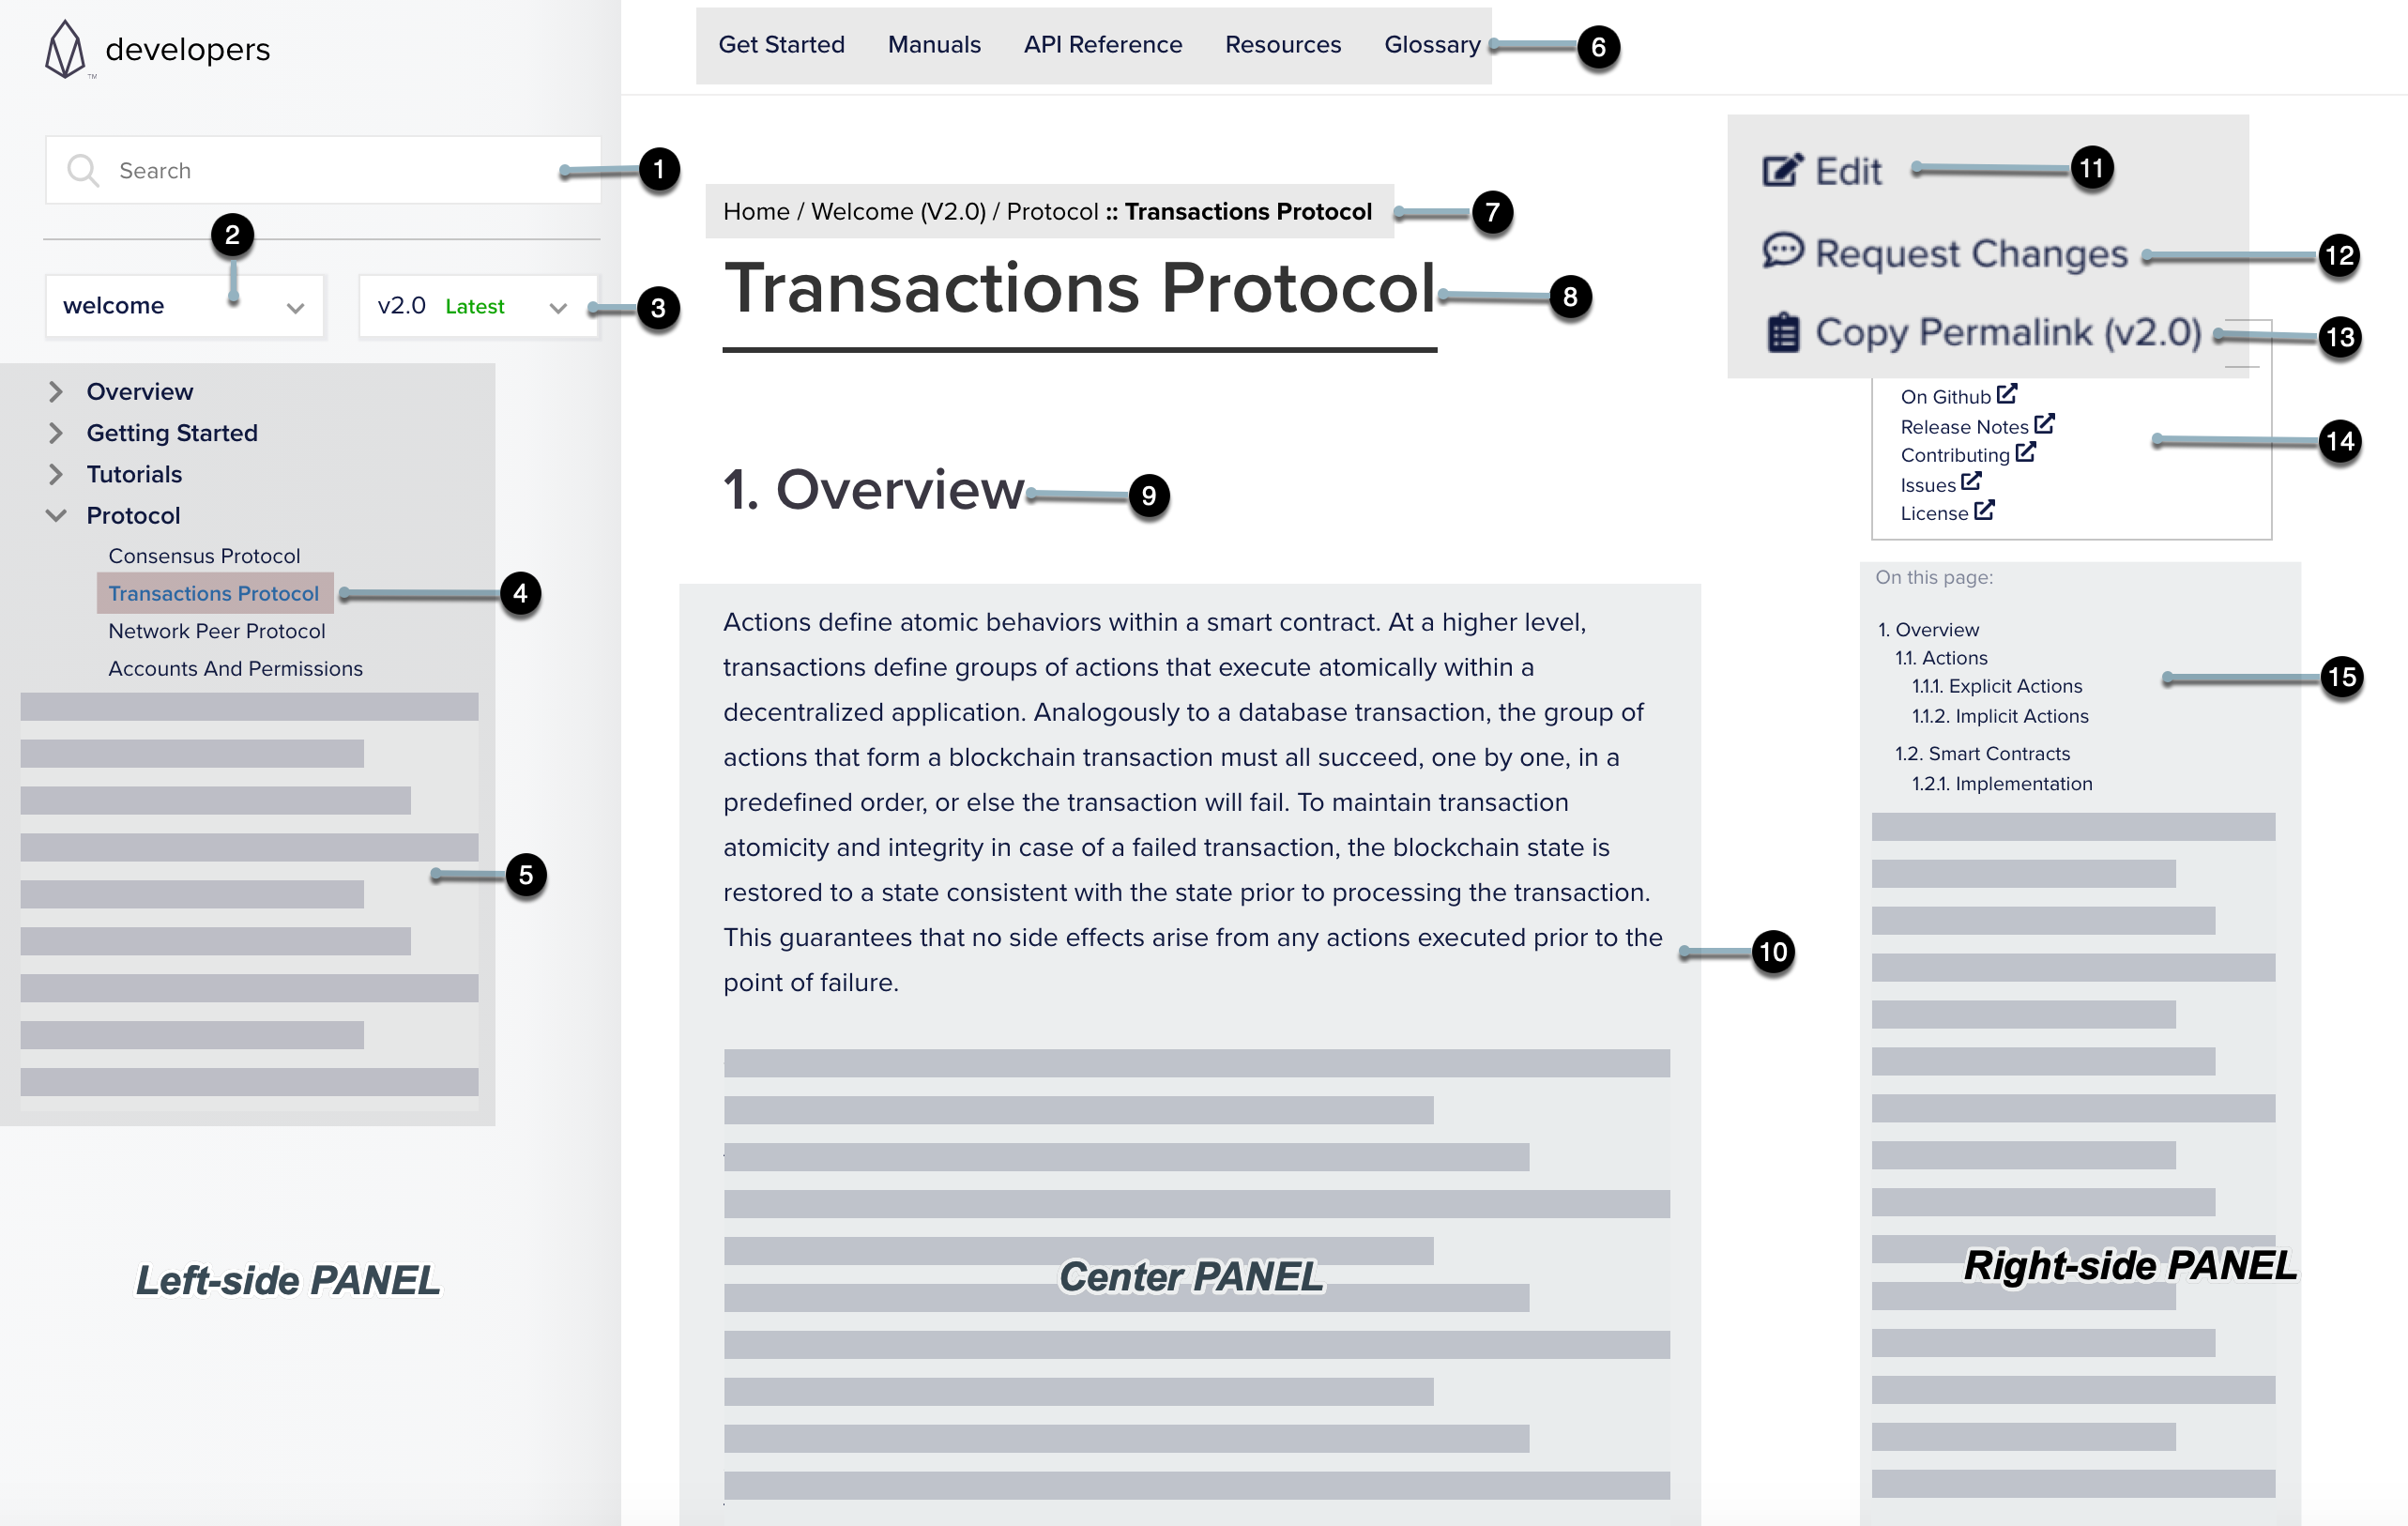 developers
TM
Search
1
2
welcome
v2.0 Latest
3
Overview
Getting Started
Tutorials
Protocol
Consensus Protocol
Transactions Protocol
4
Network Peer Protocol
Accounts And Permissions
5
Left-side PANEL
Get Started Manuals API Reference Resources Glossary
6
Home / Welcome (V2.0) / Protocol :: Transactions Protocol
7
Transactions Protocol
8
1. Overview
9
Actions define atomic behaviors within a smart contract. At a higher level,
transactions define groups of actions that execute atomically within a
decentralized application. Analogously to a database transaction, the group of
actions that form a blockchain transaction must all succeed, one by one, in a
predefined order, or else the transaction will fail. To maintain transaction
atomicity and integrity in case of a failed transaction, the blockchain state is
restored to a state consistent with the state prior to processing the transaction.
This guarantees that no side effects arise from any actions executed prior to the
point of failure.
10
Center PANEL
Edit
11
Request Changes
12
Copy Permalink (v2.0)
13
On Github
Release Notes
Contributing
Issues
License
14
On this page:
1. Overview
1.1. Actions
1.1.1. Explicit Actions
1.1.2. Implicit Actions
1.2. Smart Contracts
1.2.1. Implementation
15
Right-side PANEL